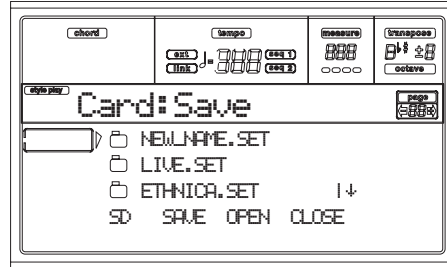 chord tempo measure transpose
ext seq 1
link seq 2
octave
style play
Card:Save
page
NEW_NAME.SET
LIVE.SET
ETHNICA.SET
SD SAVE OPEN CLOSE